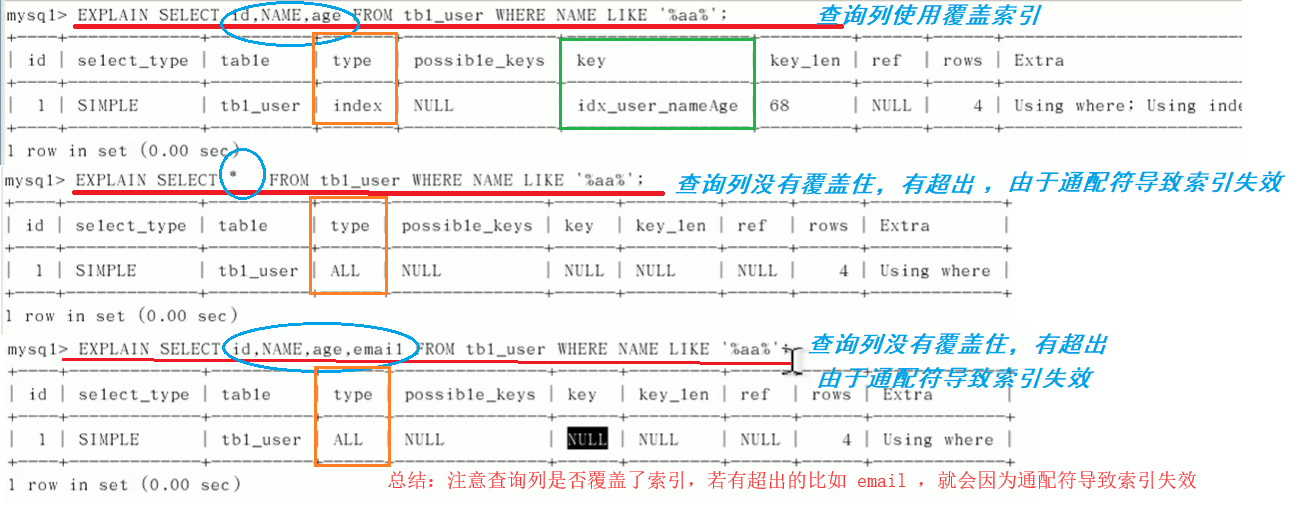 mysql> EXPLAIN SELECT id,NAME,age FROM tbl_user WHERE NAME LIKE '%aa%'; 查询列使用覆盖索引
| id | select_type | table | type | possible_keys | key | key_len | ref | rows | Extra
| 1 | SIMPLE | tbl_user | index | NULL | idx_user_nameAge | 68 | NULL | 4 | Using where; Using inde
1 row in set (0.00 sec)
mysql> EXPLAIN SELECT * FROM tbl_user WHERE NAME LIKE '%aa%'; 查询列没有覆盖住，有超出 ，由于通配符导致索引失效
| id | select_type | table | type | possible_keys | key | key_len | ref | rows | Extra |
| 1 | SIMPLE | tbl_user | ALL | NULL | NULL | NULL | NULL | 4 | Using where |
1 row in set (0.00 sec)
mysql> EXPLAIN SELECT id,NAME,age,email FROM tbl_user WHERE NAME LIKE '%aa%'; 查询列没有覆盖住，有超出
由于通配符导致索引失效
| id | select_type | table | type | possible_keys | key | key_len | ref | rows | Extra |
| 1 | SIMPLE | tbl_user | ALL | NULL | NULL | NULL | NULL | 4 | Using where |
总结：注意查询列是否覆盖了索引，若有超出的比如 email ，就会因为通配符导致索引失效
1 row in set (0.00 sec)